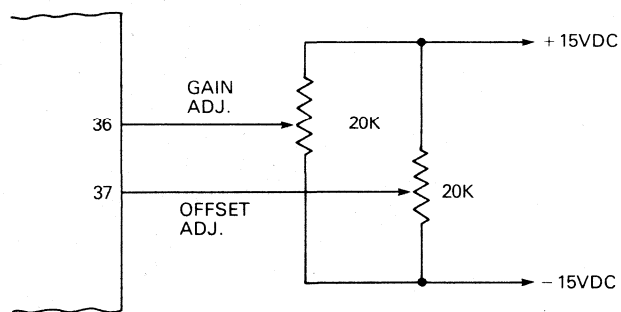 + 15VDC
GAIN
ADJ.
36
20K
37
20K
OFFSET
ADJ.
– 15VDC